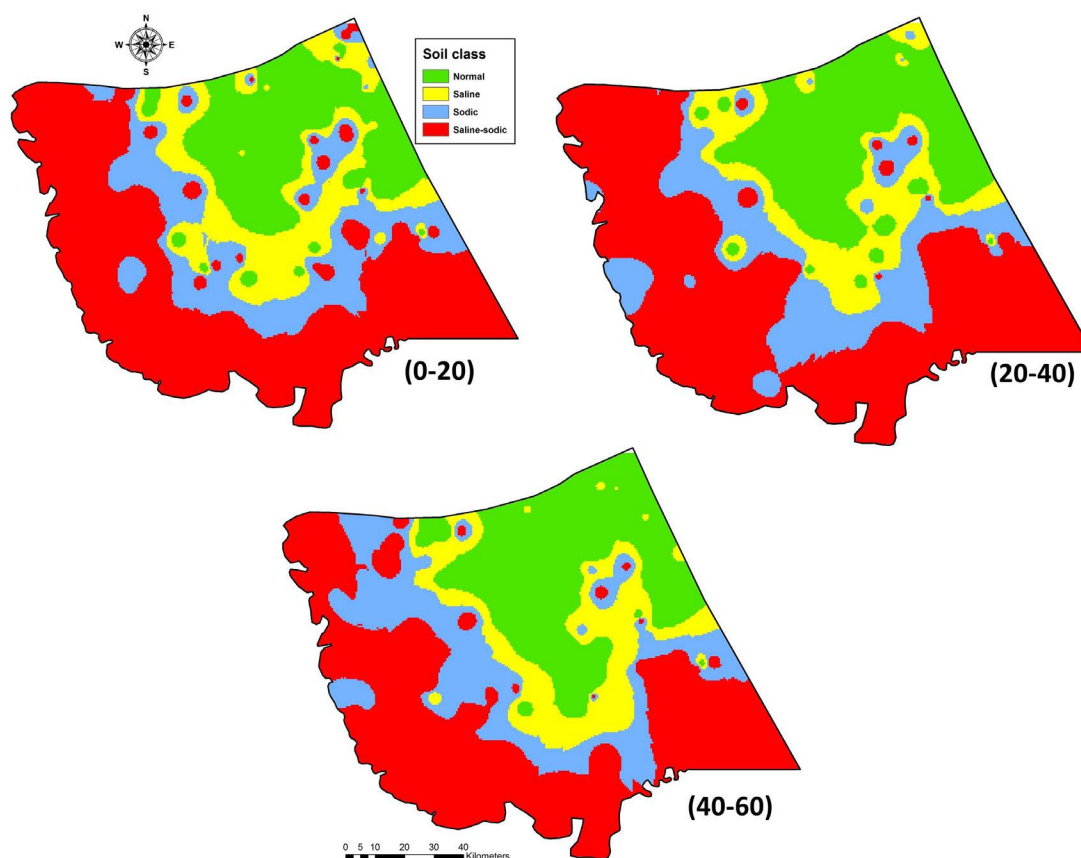 N
W E
S
Soil class
Normal
Saline
Sodic
Saline-sodic
(0-20)
(20-40)
(40-60)
0 5 10 20 30 40
Kilometers